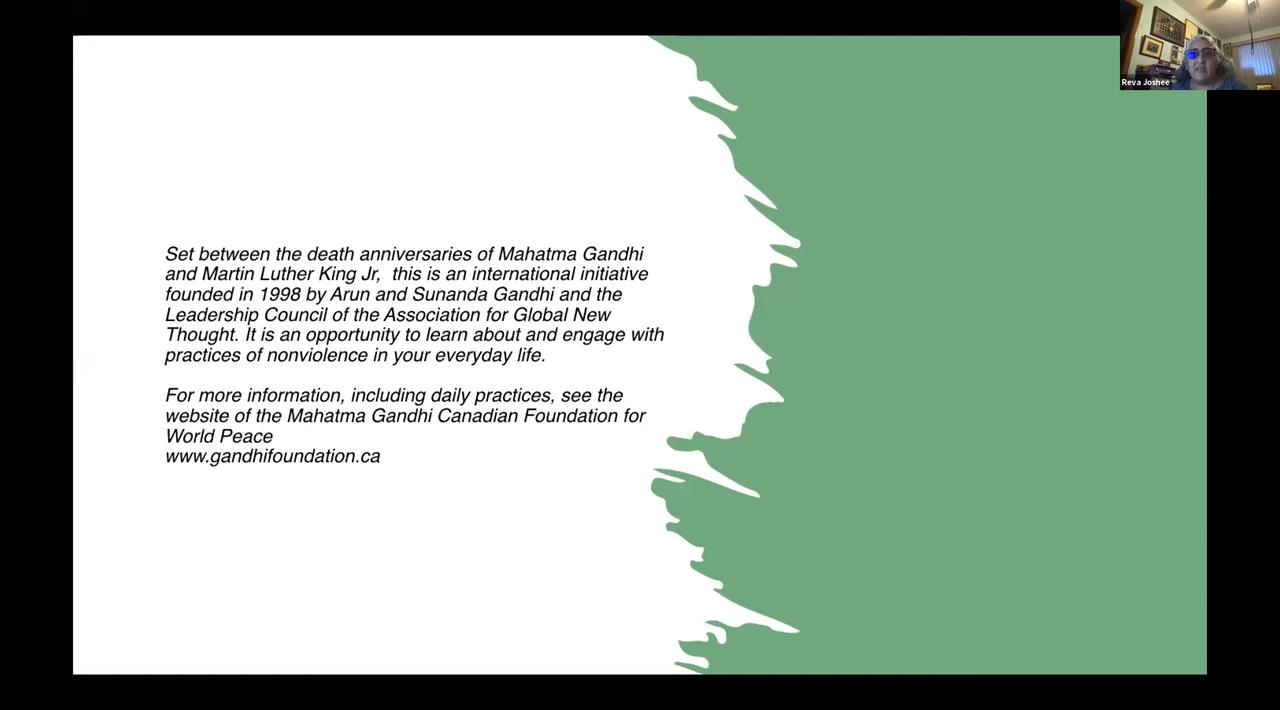 Reva Joshee
Set between the death anniversaries of Mahatma Gandhi
and Martin Luther King Jr,  this is an international initiative
founded in 1998 by Arun and Sunanda Gandhi and the
Leadership Council of the Association for Global New
Thought. It is an opportunity to learn about and engage with
practices of nonviolence in your everyday life.
For more information, including daily practices, see the
website of the Mahatma Gandhi Canadian Foundation for
World Peace
www.gandhifoundation.ca